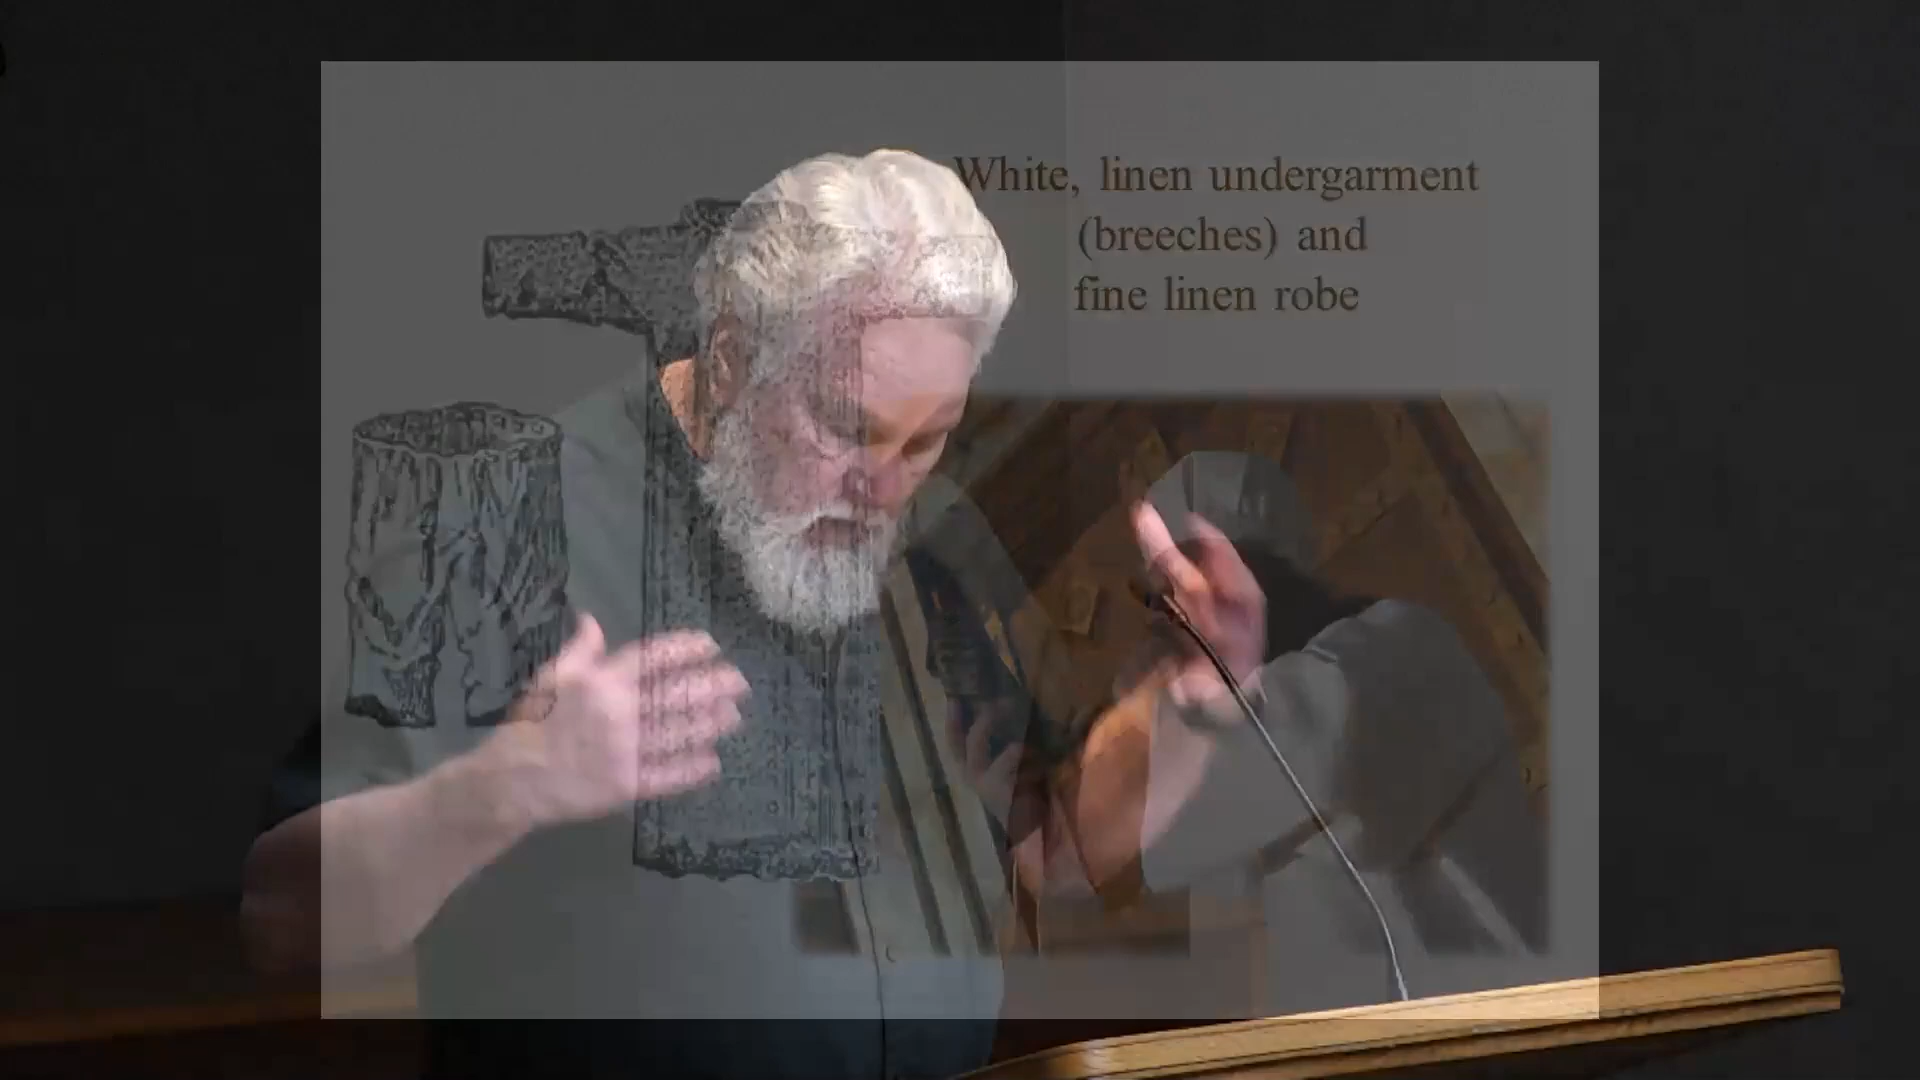 White, linen undergarment
(breeches) and
fine linen robe